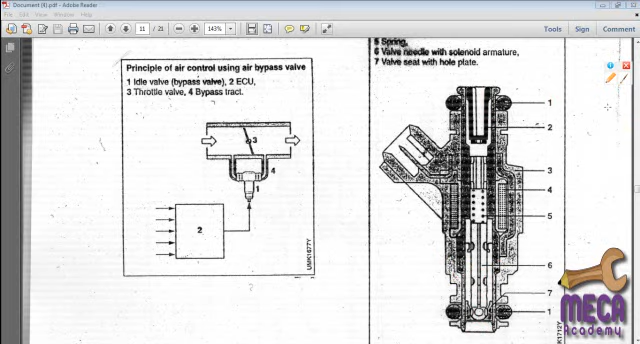 Document (4).pdf - Adobe Reader
File Edit View Window Help
11 / 21
143%
Tools Sign Comment
Principle of air control using air bypass valve
1 Idle valve (bypass valve), 2 ECU,
3 Throttle valve, 4 Bypass tract.
3
4
1
2
UMK1677Y
5 Spring,
6 Valve needle with solenoid armature,
7 Valve seat with hole plate.
1
2
3
4
5
6
7
1
K1712Y
MECA
Academy